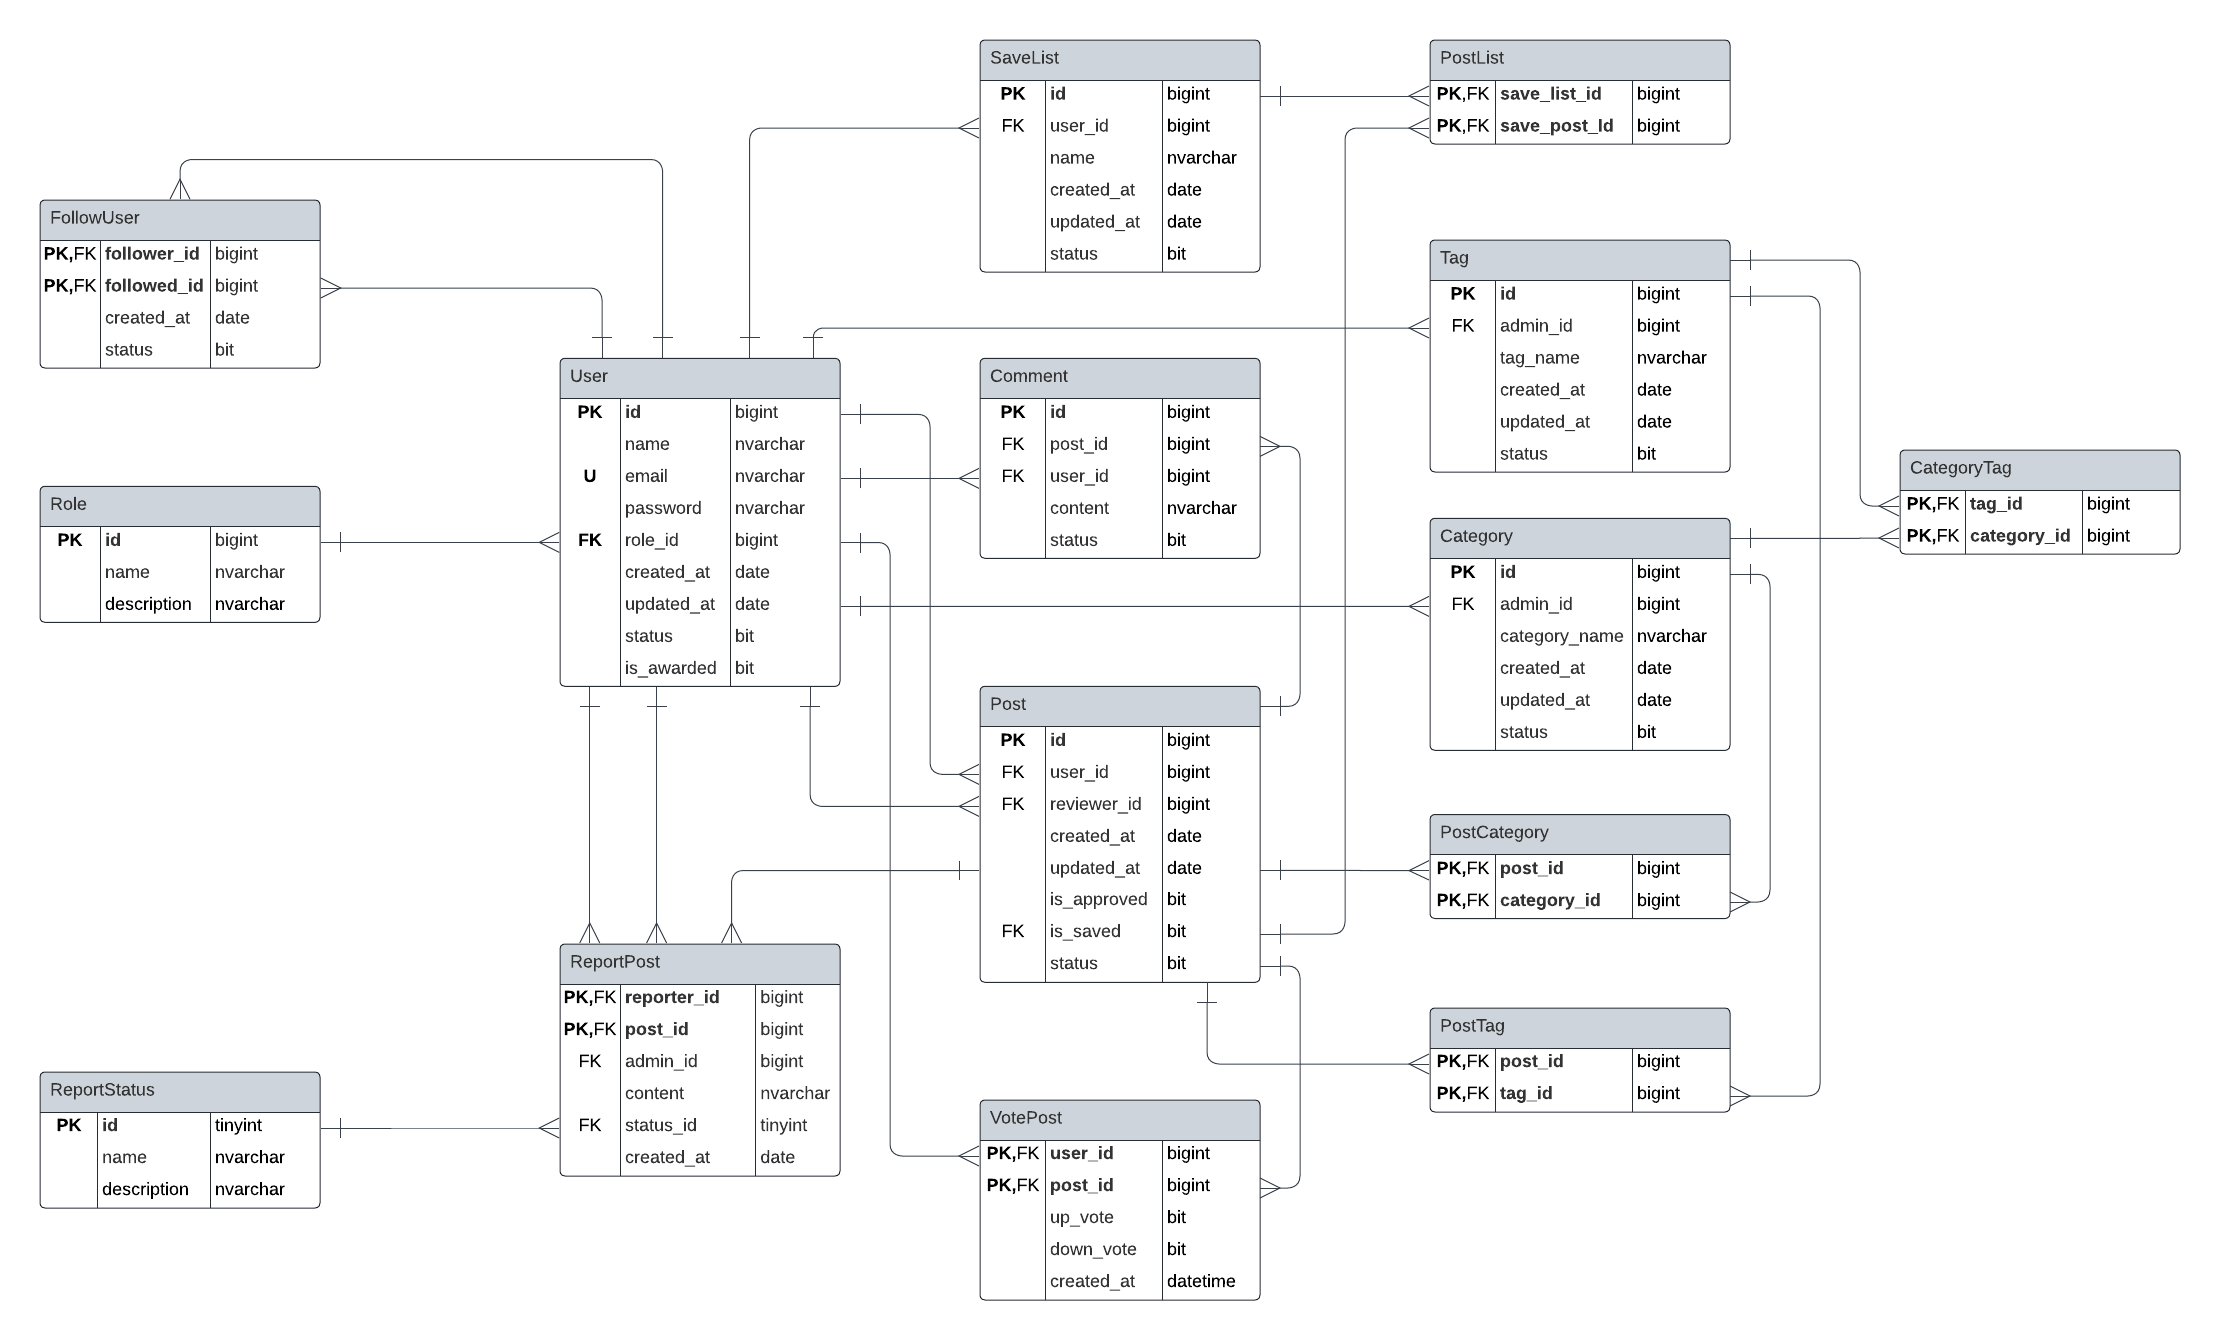 SaveList
PK id bigint
FK user_id bigint
name nvarchar
created_at date
updated_at date
status bit
PostList
PK,FK save_list_id bigint
PK,FK save_post_Id bigint
FollowUser
PK,FK follower_id bigint
PK,FK followed_id bigint
created_at date
status bit
Tag
PK id bigint
FK admin_id bigint
tag_name nvarchar
created_at date
updated_at date
status bit
User
PK id bigint
name nvarchar
U email nvarchar
password nvarchar
FK role_id bigint
created_at date
updated_at date
status bit
is_awarded bit
Comment
PK id bigint
FK post_id bigint
FK user_id bigint
content nvarchar
status bit
CategoryTag
PK,FK tag_id bigint
PK,FK category_id bigint
Role
PK id bigint
name nvarchar
description nvarchar
Category
PK id bigint
FK admin_id bigint
category_name nvarchar
created_at date
updated_at date
status bit
Post
PK id bigint
FK user_id bigint
FK reviewer_id bigint
created_at date
updated_at date
is_approved bit
FK is_saved bit
status bit
PostCategory
PK,FK post_id bigint
PK,FK category_id bigint
ReportPost
PK,FK reporter_id bigint
PK,FK post_id bigint
FK admin_id bigint
content nvarchar
FK status_id tinyint
created_at date
PostTag
PK,FK post_id bigint
PK,FK tag_id bigint
ReportStatus
PK id tinyint
name nvarchar
description nvarchar
VotePost
PK,FK user_id bigint
PK,FK post_id bigint
up_vote bit
down_vote bit
created_at datetime